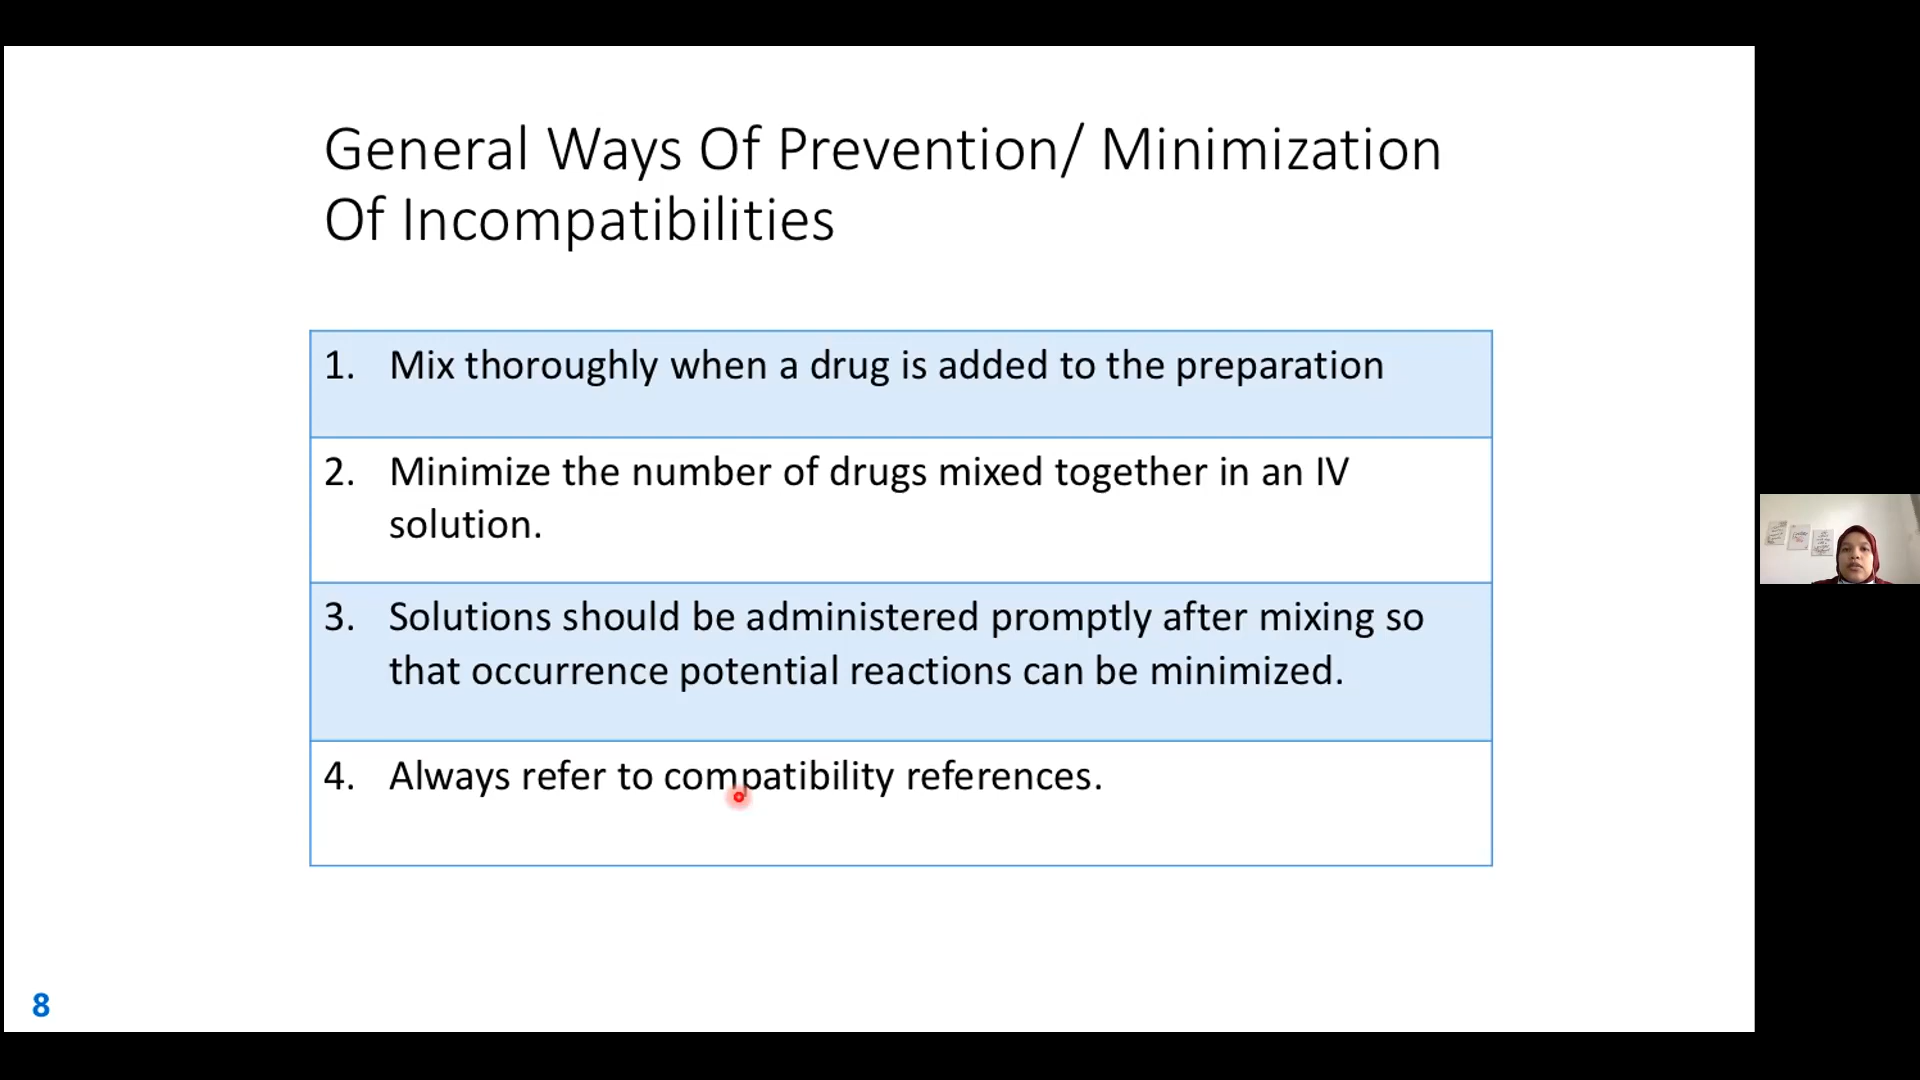 General Ways Of Prevention/ Minimization
Of Incompatibilities
1. Mix thoroughly when a drug is added to the preparation
2. Minimize the number of drugs mixed together in an IV
solution.
3. Solutions should be administered promptly after mixing so
that occurrence potential reactions can be minimized.
4. Always refer to compatibility references.
8